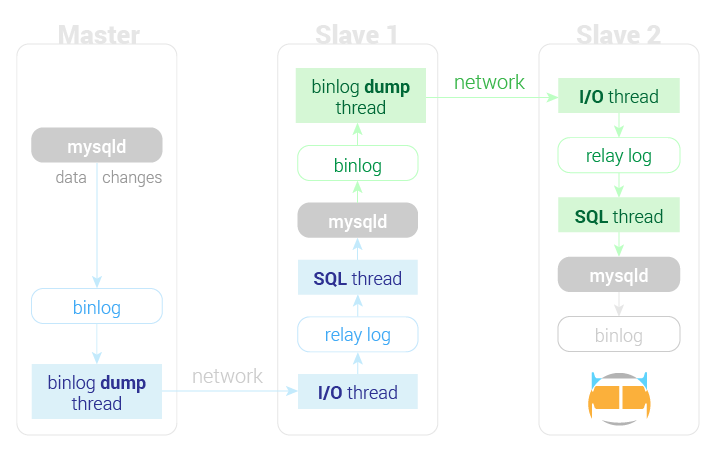 Master
mysqld
data changes
binlog
binlog dump
thread
network
Slave 1
binlog dump
thread
binlog
mysqld
SQL thread
relay log
I/O thread
network
Slave 2
I/O thread
relay log
SQL thread
mysqld
binlog